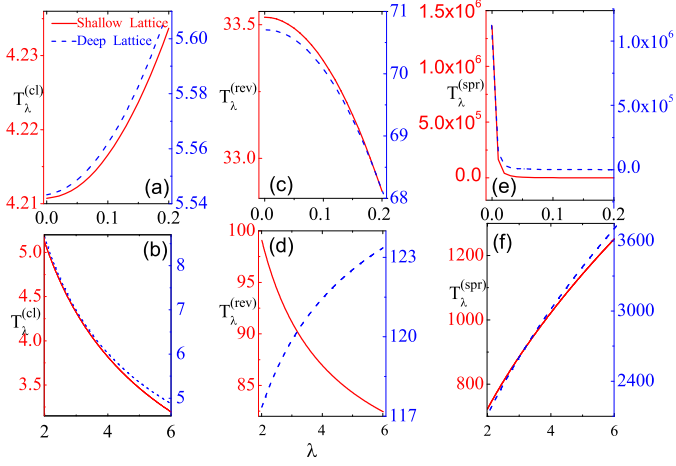 Shallow Lattice
Deep Lattice
4.23
4.22
4.21
T_λ^(cl)
5.60
5.58
5.56
5.54
(a)
0.0 0.1 0.2
33.5
33.0
T_λ^(rev)
71
70
69
68
(c)
0.0 0.1 0.2
1.5x10^6
1.0x10^6
5.0x10^5
0.0
T_λ^(spr)
1.0x10^6
5.0x10^5
0.0
(e)
0.0 0.1 0.2
5.0
4.5
4.0
3.5
T_λ^(cl)
8
7
6
5
(b)
2 4 6
100
95
90
85
T_λ^(rev)
123
120
117
(d)
2 4 6
λ
1200
1000
800
T_λ^(spr)
3600
3000
2400
(f)
2 4 6